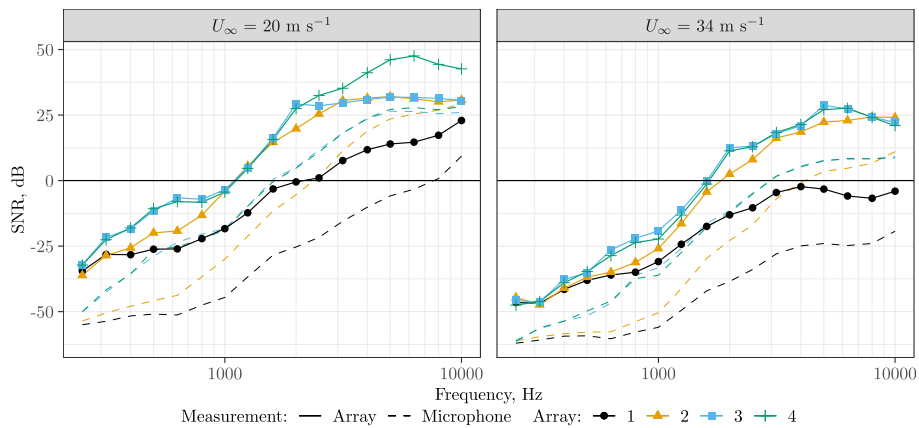 U∞ = 20 m s⁻¹ U∞ = 34 m s⁻¹
SNR, dB
50
25
0
-25
-50
1000 10000 1000 10000
Frequency, Hz
Measurement: Array Microphone Array: 1 2 3 4